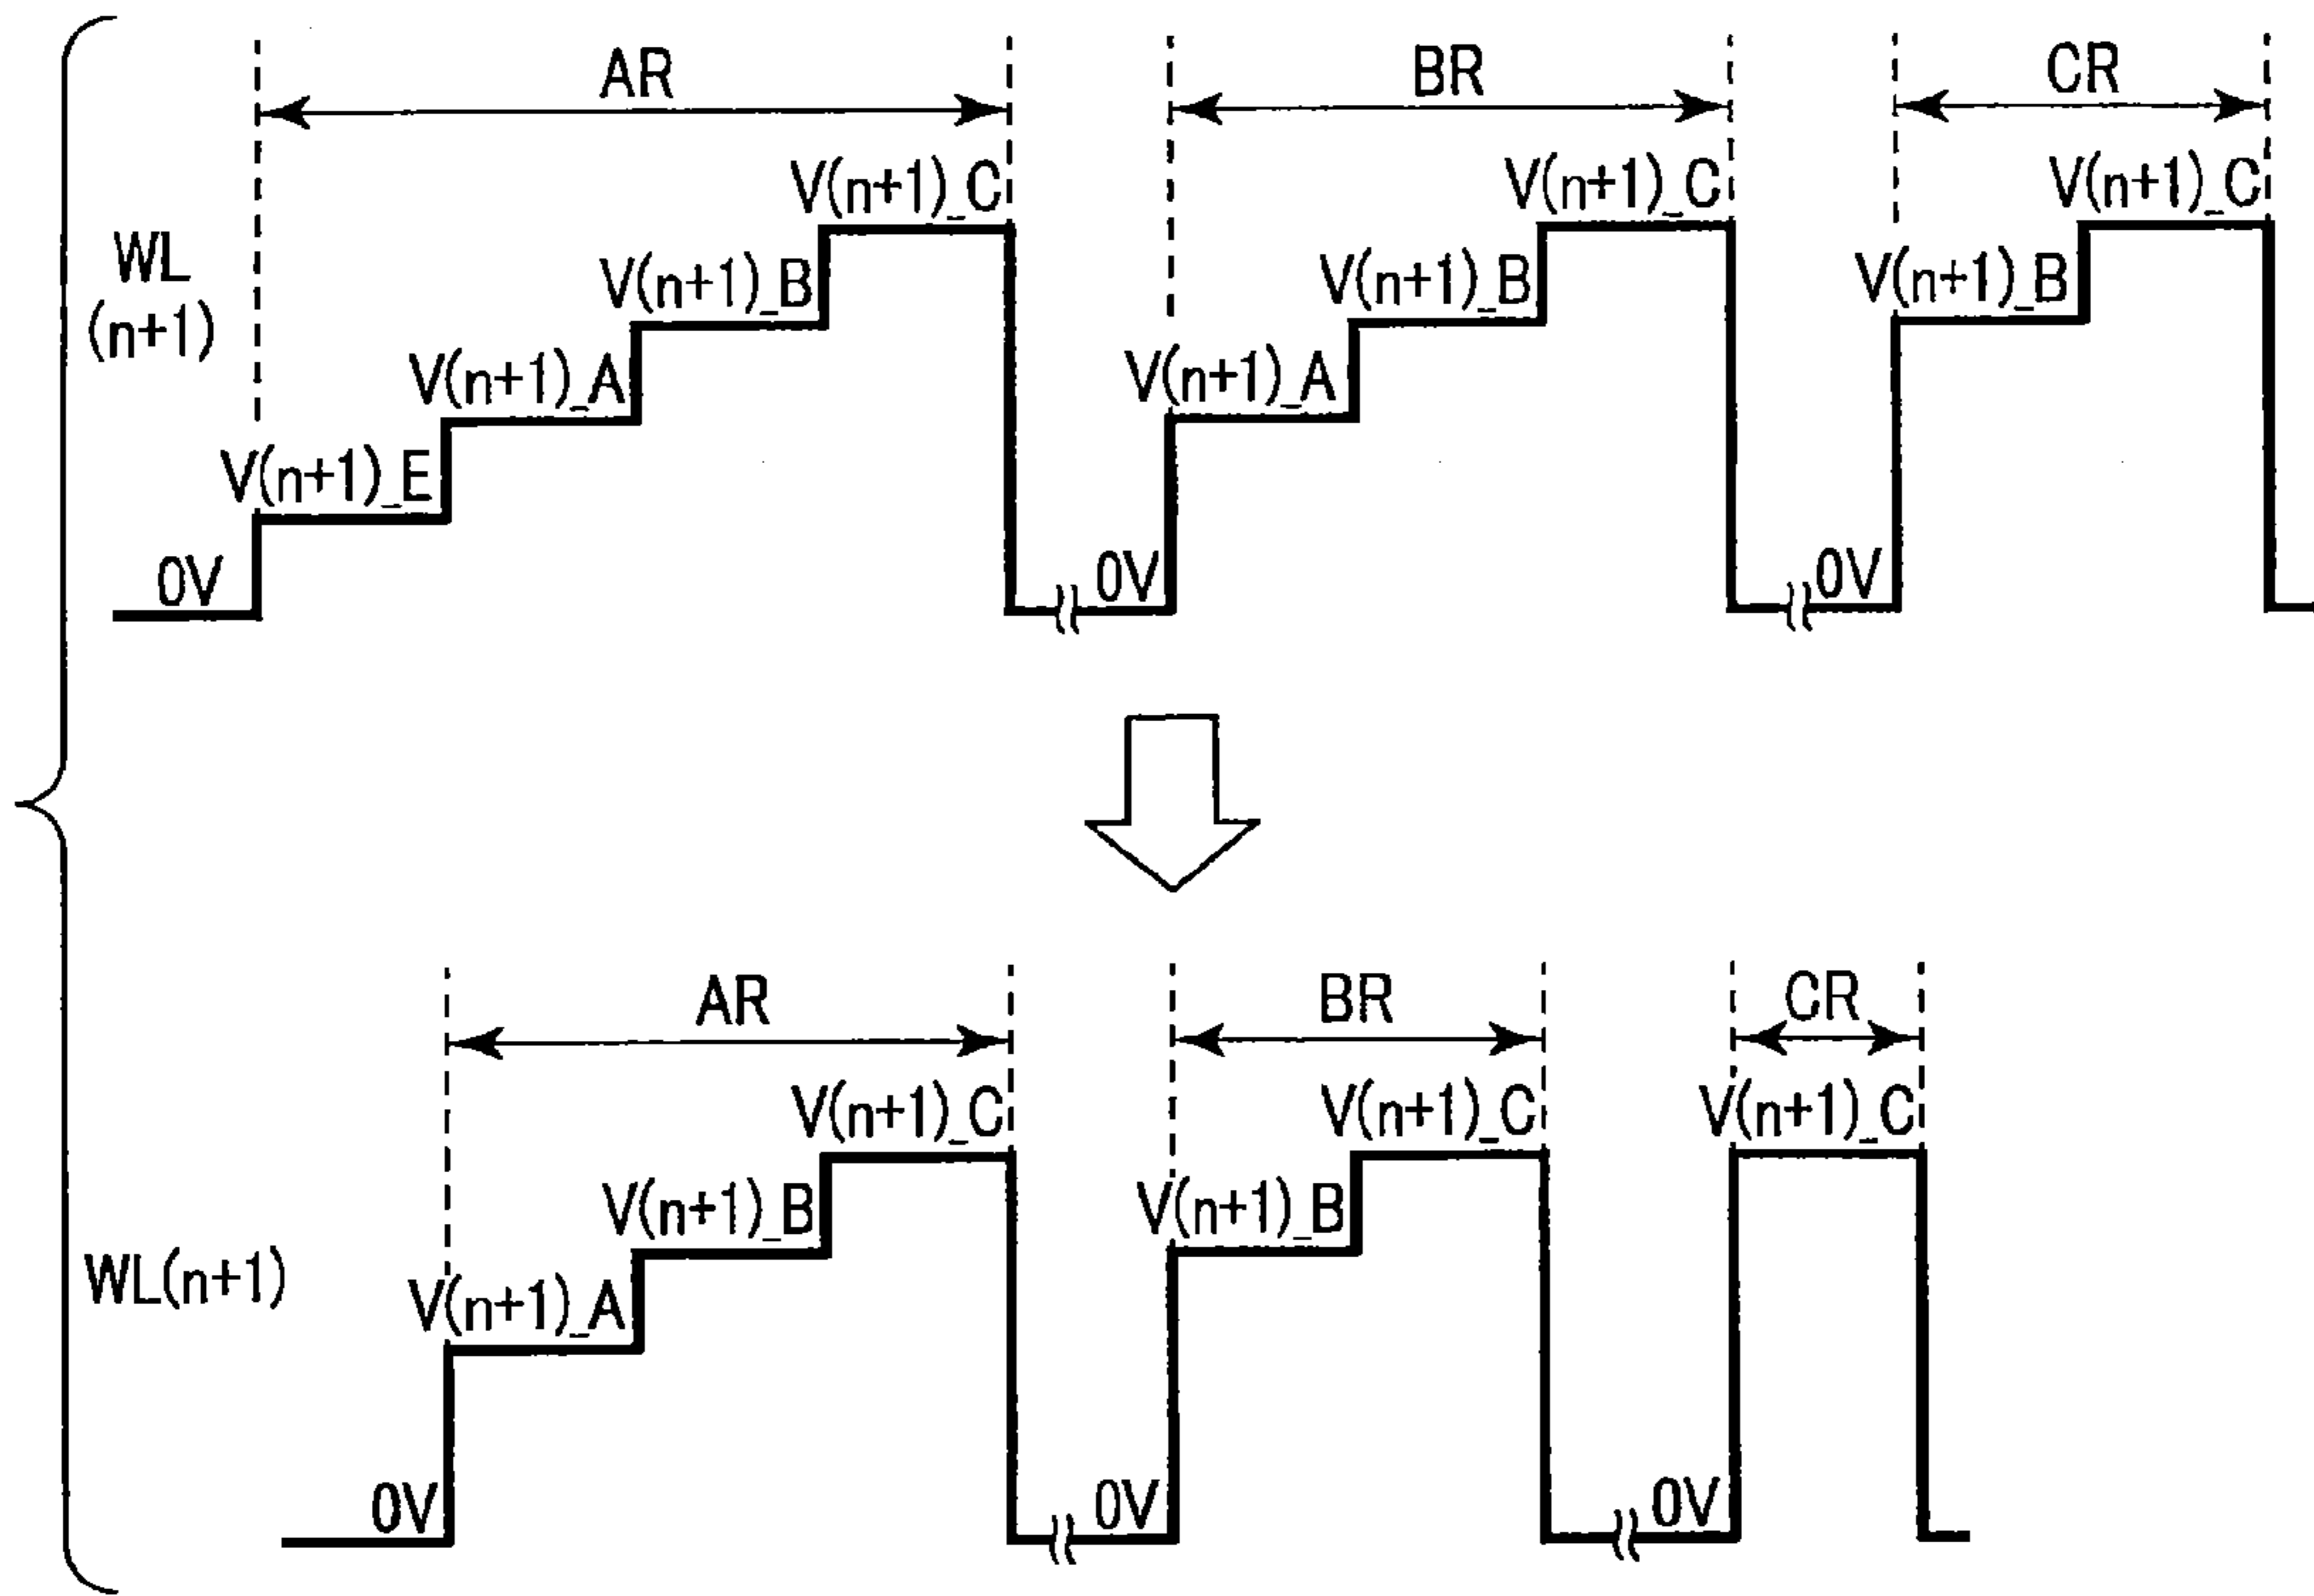 AR
BR
CR
V(n+1)_C
V(n+1)_C
V(n+1)_C
WL
(n+1)
V(n+1)_B
V(n+1)_B
V(n+1)_B
V(n+1)_A
V(n+1)_A
V(n+1)_E
0V
0V
0V
AR
BR
CR
V(n+1)_C
V(n+1)_C
V(n+1)_C
V(n+1)_B
V(n+1)_B
WL(n+1)
V(n+1)_A
0V
0V
0V